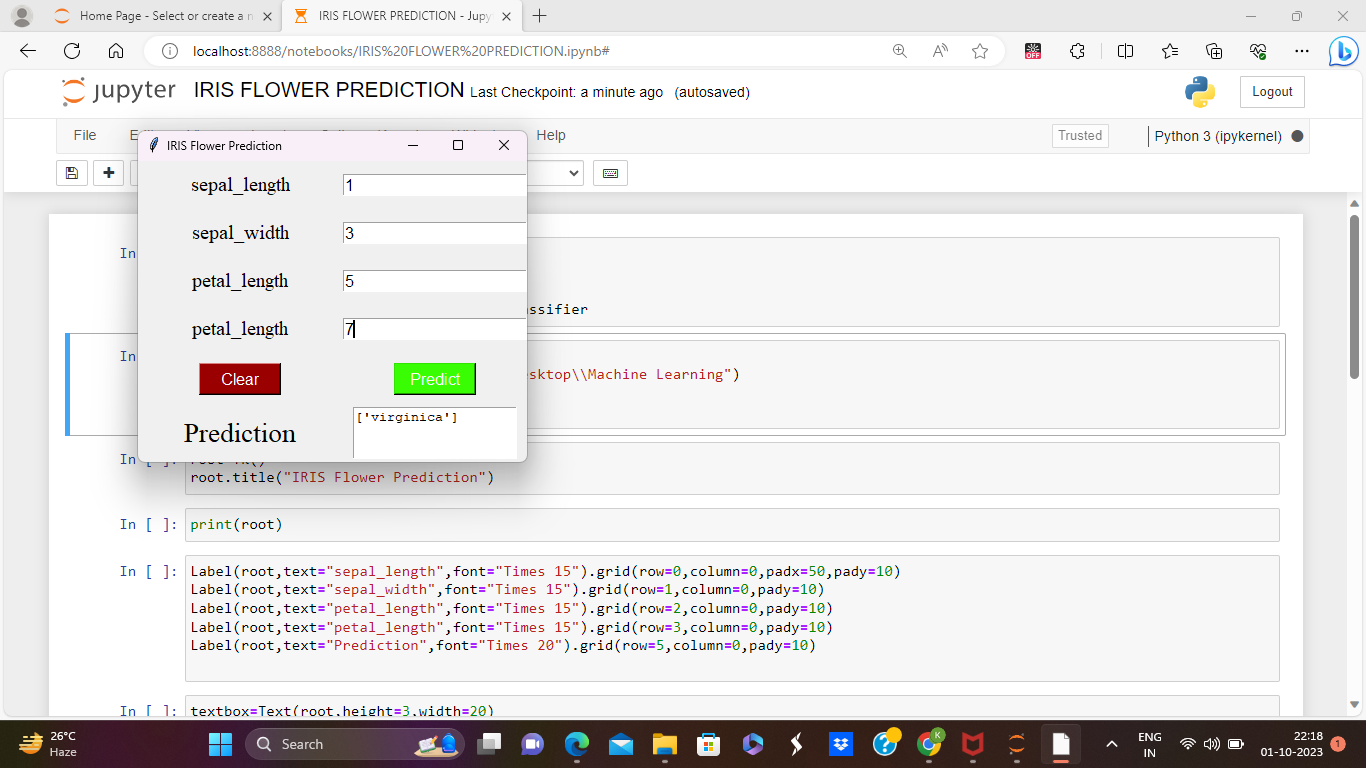 Home Page - Select or create a n
IRIS FLOWER PREDICTION - Jupy
localhost:8888/notebooks/IRIS%20FLOWER%20PREDICTION.ipynb#
OFF
jupyter IRIS FLOWER PREDICTION Last Checkpoint: a minute ago (autosaved)
Logout
File
Help
Trusted
Python 3 (ipykernel)
IRIS Flower Prediction
sepal_length 1
sepal_width 3
petal_length 5
petal_length 7
Clear Predict
Prediction ['virginica']
In
ssifier
In
sktop\\Machine Learning")
In [ ]:
root.title("IRIS Flower Prediction")
In [ ]: print(root)
In [ ]: Label(root,text="sepal_length",font="Times 15").grid(row=0,column=0,padx=50,pady=10)
Label(root,text="sepal_width",font="Times 15").grid(row=1,column=0,pady=10)
Label(root,text="petal_length",font="Times 15").grid(row=2,column=0,pady=10)
Label(root,text="petal_length",font="Times 15").grid(row=3,column=0,pady=10)
Label(root,text="Prediction",font="Times 20").grid(row=5,column=0,pady=10)
In [ ]: textbox=Text(root,height=3,width=20)
26°C
Haze
Search
K
ENG
IN
22:18
01-10-2023
1